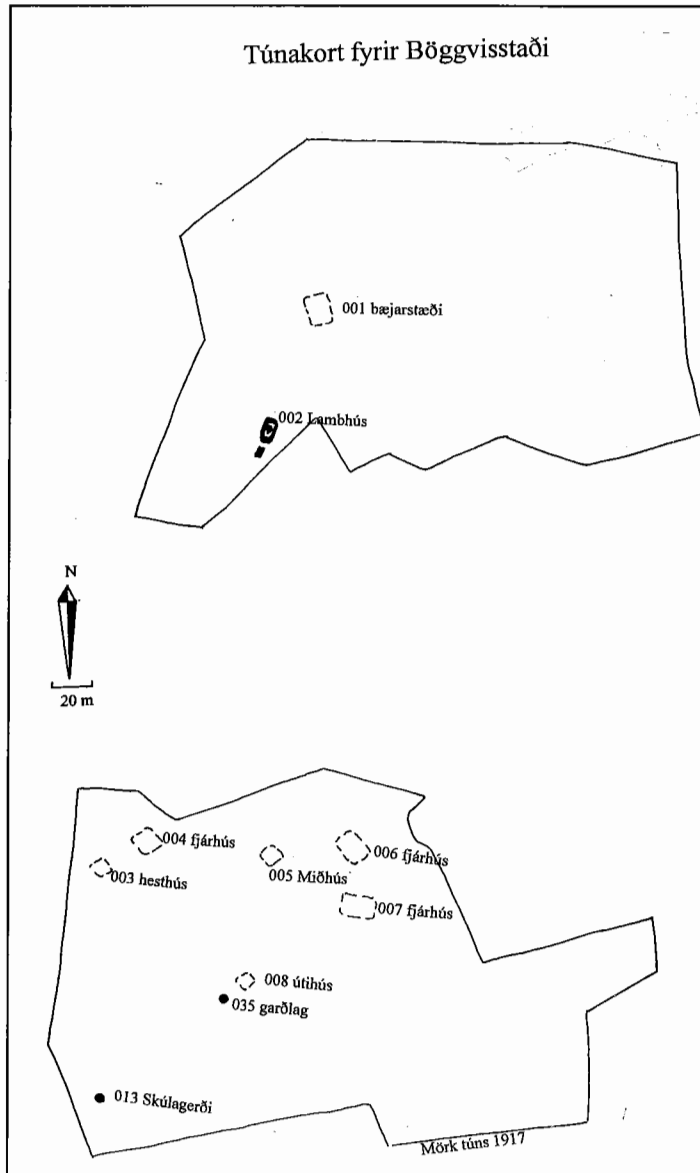 Túnakort fyrir Böggvisstaði
001 bæjarstæði
002 Lambhús
N
20 m
004 fjárhús
003 hesthús
005 Miðhús
006 fjárhús
007 fjárhús
008 útihús
035 garðlag
013 Skúlagerði
Mörk túns 1917